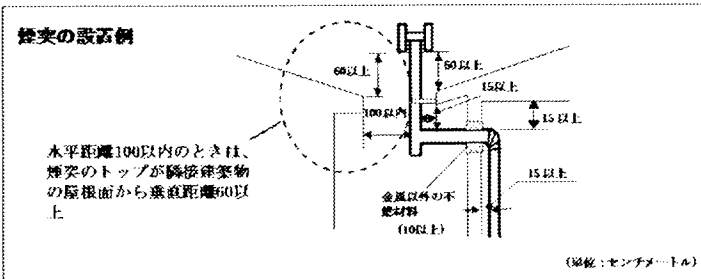 煙突の設置例
60以上
60以上
15以上
100以内
15以上
水平距離100以内のときは、
煙突のトップが隣接建築物
の屋根面から垂直距離60以
上
15以上
金属以外の不
燃材料
(10以上)
(単位：センチメートル)